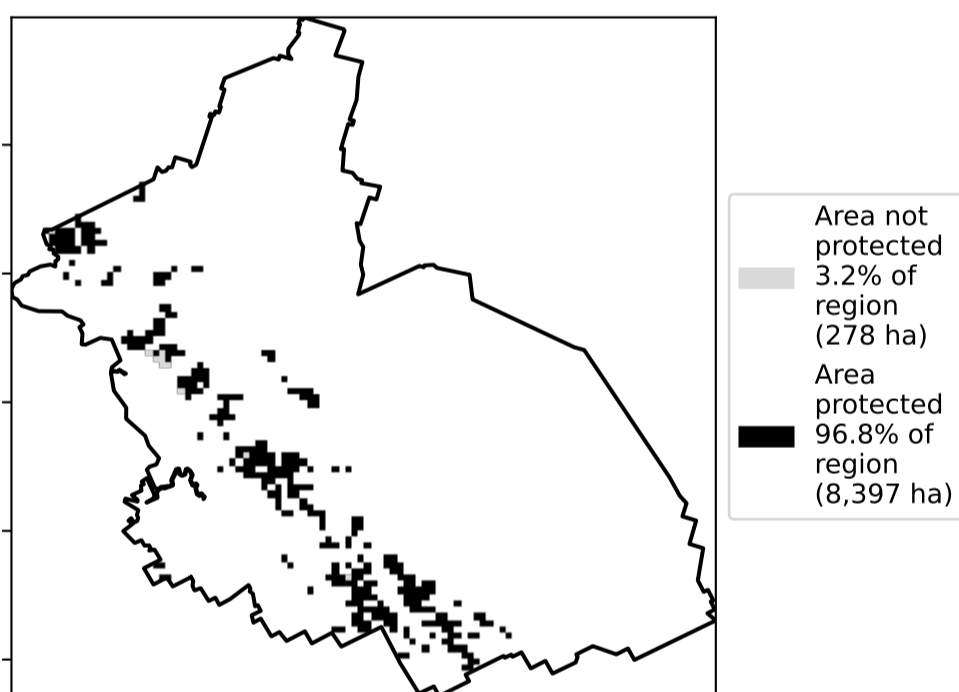 Area not
protected
3.2% of
region
(278 ha)
Area
protected
96.8% of
region
(8,397 ha)